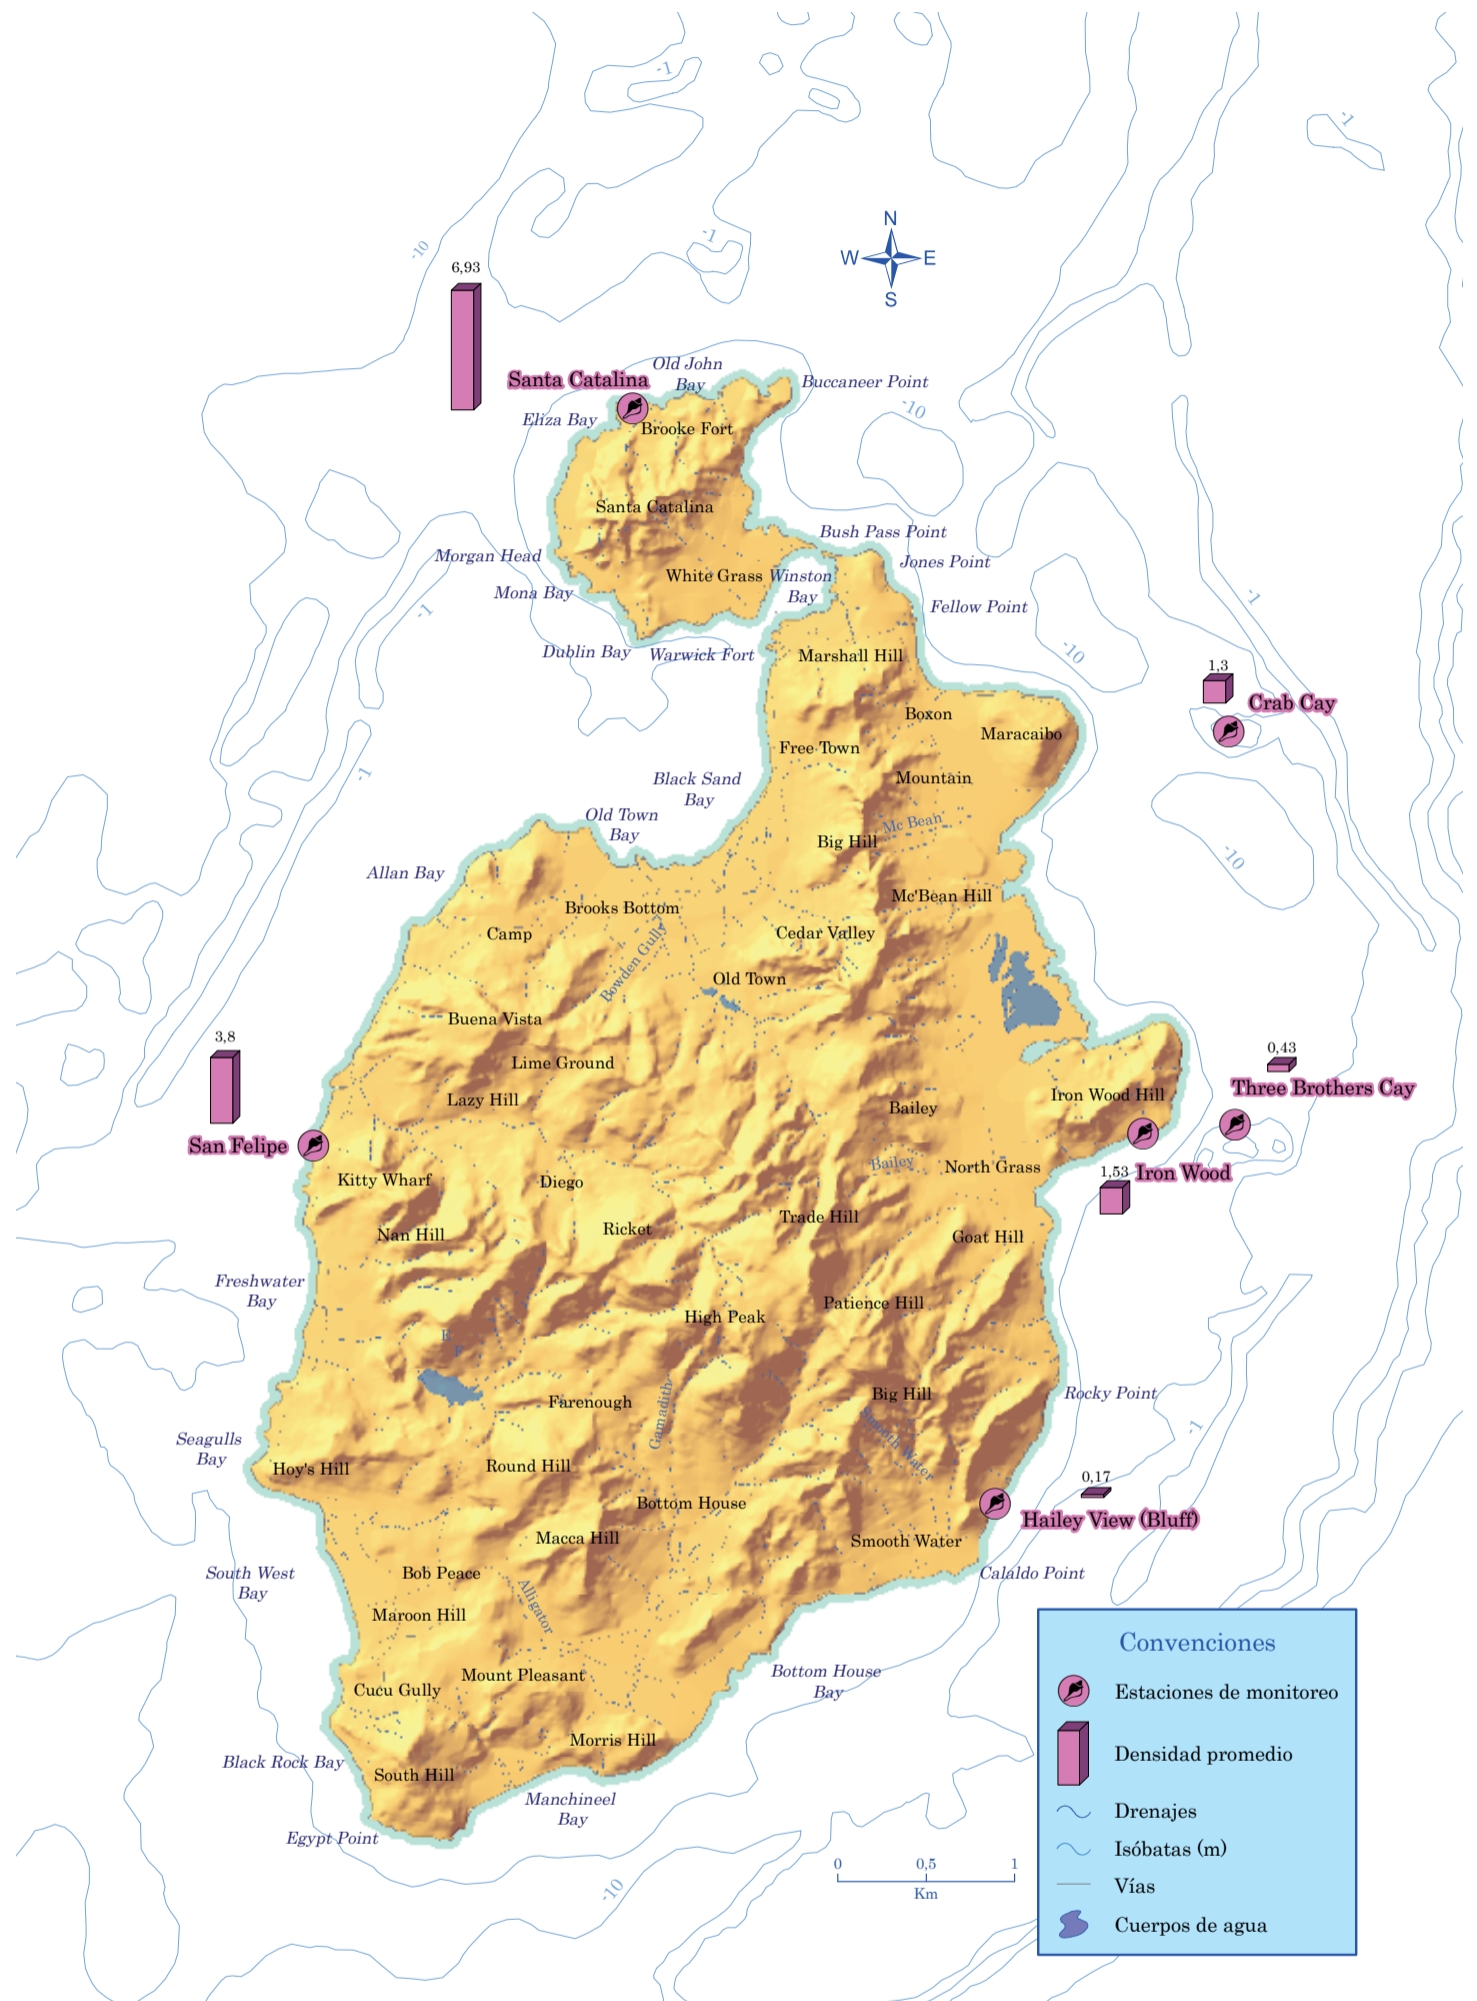 -1
-1
-1
-10
N
W
E
S
6,93
Old John
Bay
Santa Catalina
Buccaneer Point
-10
Eliza Bay
Brooke Fort
Santa Catalina
Bush Pass Point
Morgan Head
Jones Point
White Grass
Winston
Bay
Mona Bay
-1
-1
Fellow Point
Dublin Bay
Warwick Fort
Marshall Hill
-10
1,3
Crab Cay
Boxon
Maracaibo
Free Town
Black Sand
Bay
Mountain
-1
Old Town
Bay
Mc Bean
Big Hill
-10
Allan Bay
Mc'Bean Hill
Brooks Bottom
Camp
Cedar Valley
Bowden Gully
Old Town
Buena Vista
3,8
Lime Ground
0,43
Three Brothers Cay
Iron Wood Hill
Lazy Hill
Bailey
San Felipe
Bailey
North Grass
1,53
Iron Wood
Kitty Wharf
Diego
Nan Hill
Ricket
Trade Hill
Goat Hill
Freshwater
Bay
High Peak
Patience Hill
E
F
Farenough
Gamadith
Big Hill
Rocky Point
Smooth Water
-1
Seagulls
Bay
Hoy's Hill
Round Hill
0,17
Bottom House
Hailey View (Bluff)
Macca Hill
Smooth Water
South West
Bay
Bob Peace
Calaldo Point
Alligator
Maroon Hill
Mount Pleasant
Cucu Gully
Bottom House
Bay
Morris Hill
Black Rock Bay
South Hill
Manchineel
Bay
Egypt Point
-10
0
0,5
1
Km
Convenciones
Estaciones de monitoreo
Densidad promedio
Drenajes
Isóbatas (m)
Vías
Cuerpos de agua